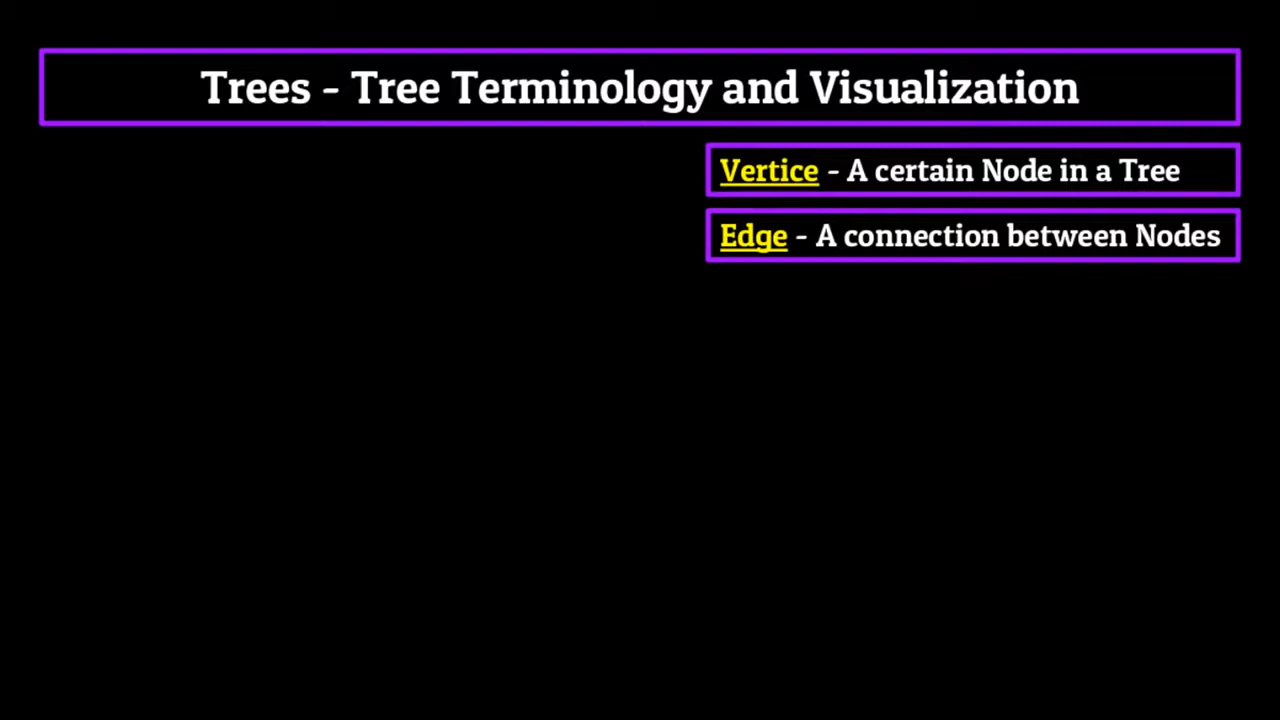 Trees - Tree Terminology and Visualization
Vertice - A certain Node in a Tree
Edge - A connection between Nodes